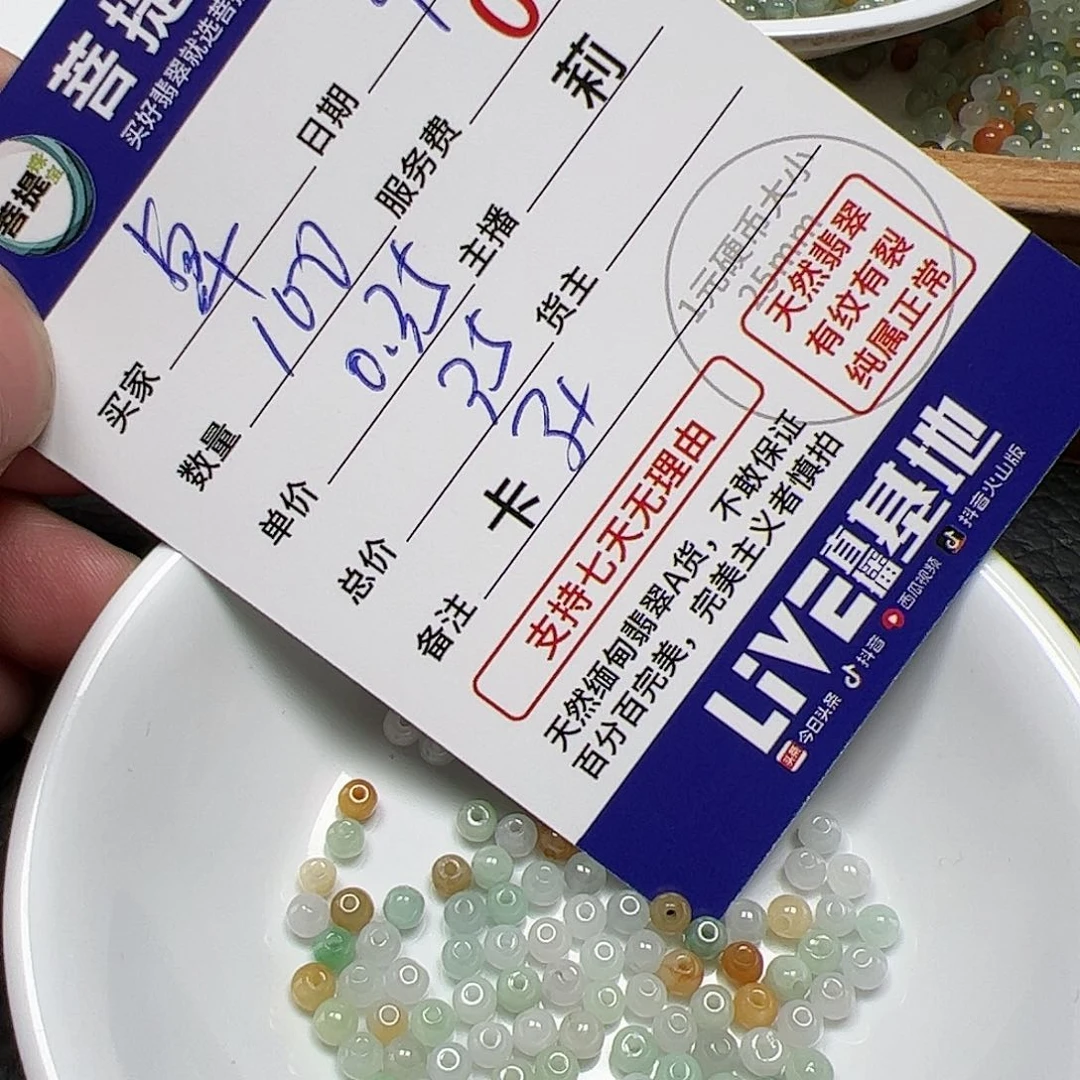 菩提
买好翡翠就选菩提
菩提
日期
服务费 0
主播 莉
货主
买家
数量 100
单价 0.35
总价 35
备注 卡
1元硬币大小
25mm
天然翡翠
有纹有裂
纯属正常
支持七天无理由
天然缅甸翡翠A货，不敢保证
百分百完美，完美主义者慎拍
LIVE直播基地
头条 今日头条 抖音 西瓜视频 抖音火山版